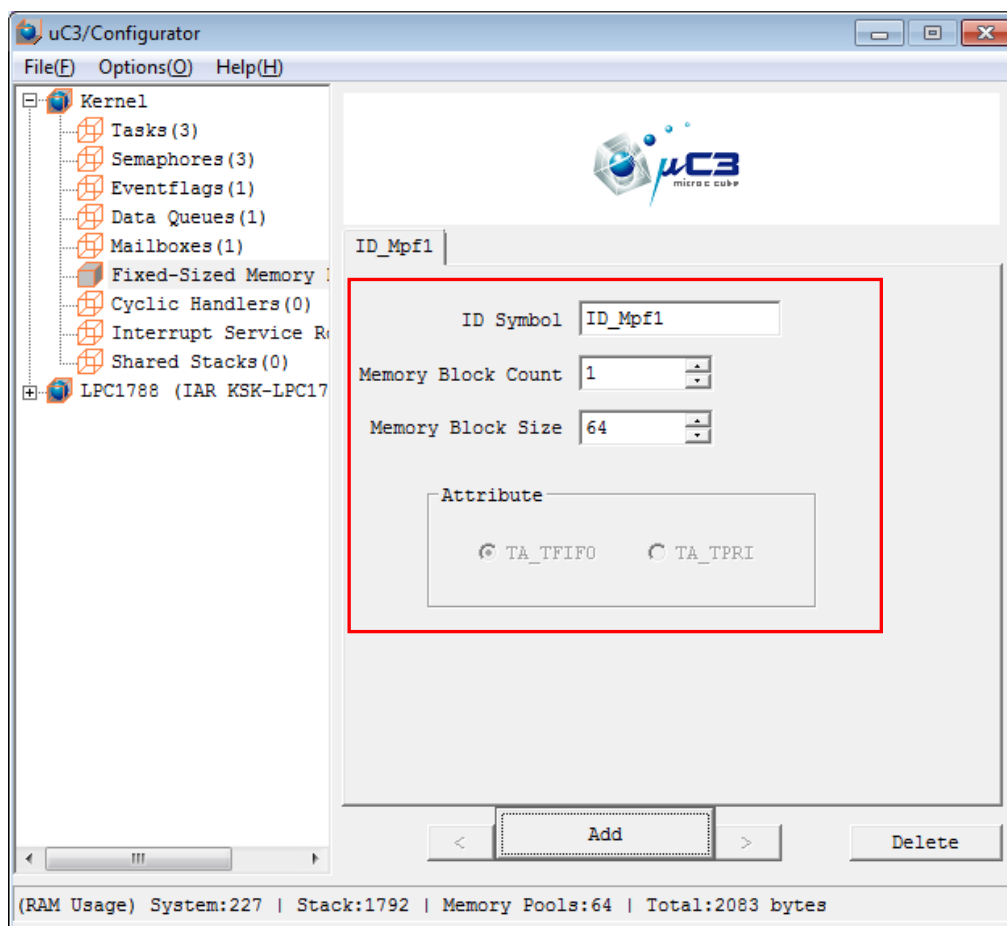 uC3/Configurator
File(F) Options(O) Help(H)
Kernel
Tasks(3)
Semaphores(3)
Eventflags(1)
Data Queues(1)
Mailboxes(1)
Fixed-Sized Memory
Cyclic Handlers(0)
Interrupt Service Ro
Shared Stacks(0)
LPC1788 (IAR KSK-LPC17
μC3
micro c cube
ID_Mpf1
ID Symbol ID_Mpf1
Memory Block Count 1
Memory Block Size 64
Attribute
TA_TFIFO TA_TPRI
< Add > Delete
(RAM Usage) System:227 | Stack:1792 | Memory Pools:64 | Total:2083 bytes